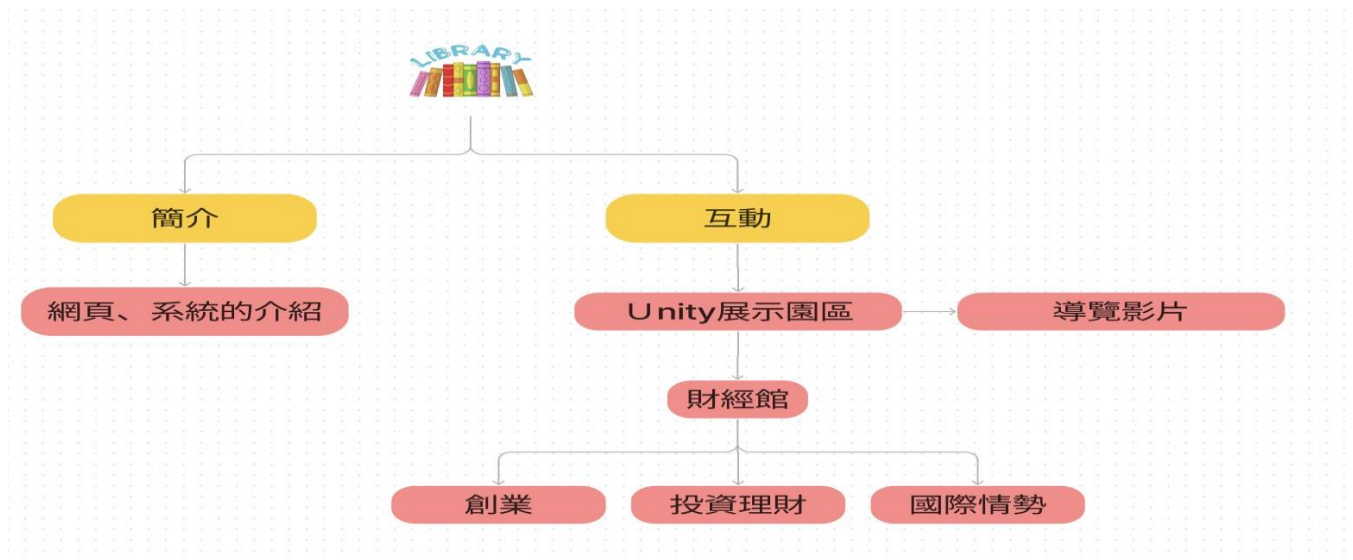 LIBRARY
簡介
互動
網頁、系統的介紹
Unity展示園區
導覽影片
財經館
創業
投資理財
國際情勢